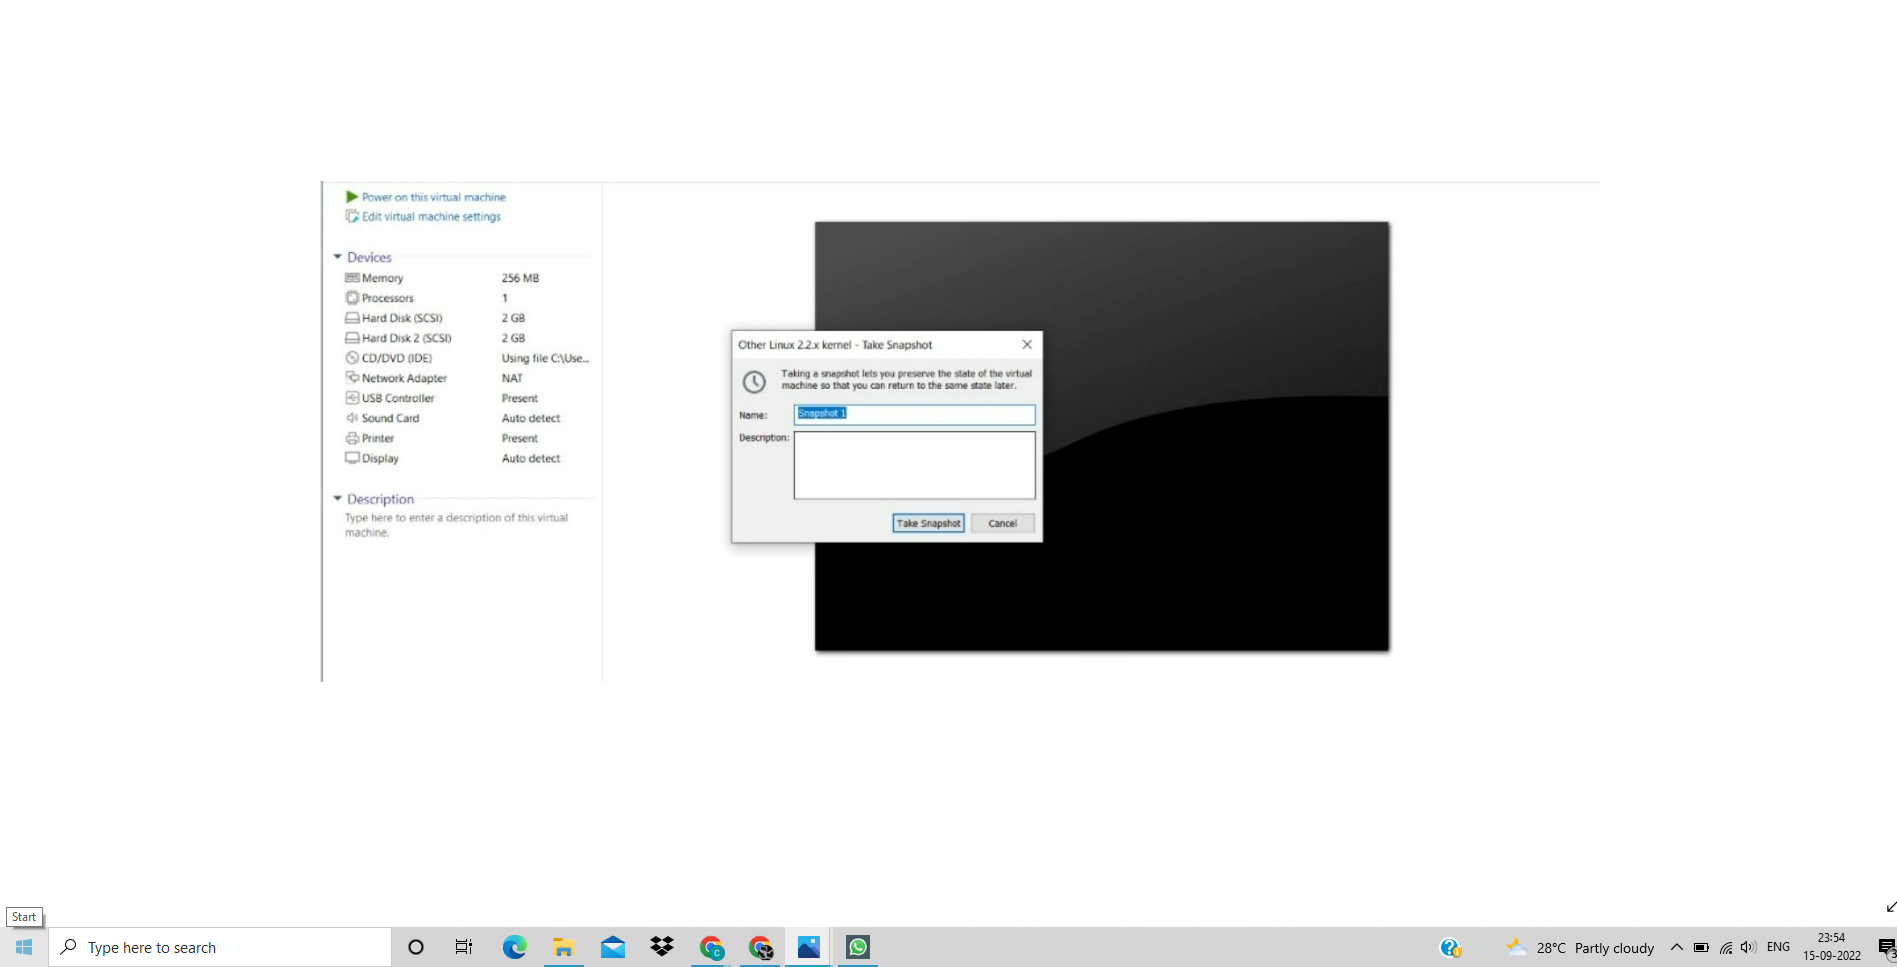 Power on this virtual machine
Edit virtual machine settings
Devices
Memory 256 MB
Processors 1
Hard Disk (SCSI) 2 GB
Hard Disk 2 (SCSI) 2 GB
CD/DVD (IDE) Using file C:\Use...
Network Adapter NAT
USB Controller Present
Sound Card Auto detect
Printer Present
Display Auto detect
Description
Type here to enter a description of this virtual
machine.
Other Linux 2.2.x kernel - Take Snapshot
Taking a snapshot lets you preserve the state of the virtual
machine so that you can return to the same state later.
Name: Snapshot 1
Description:
Take Snapshot Cancel
Start
Type here to search
C
28°C Partly cloudy
ENG
23:54
15-09-2022
3